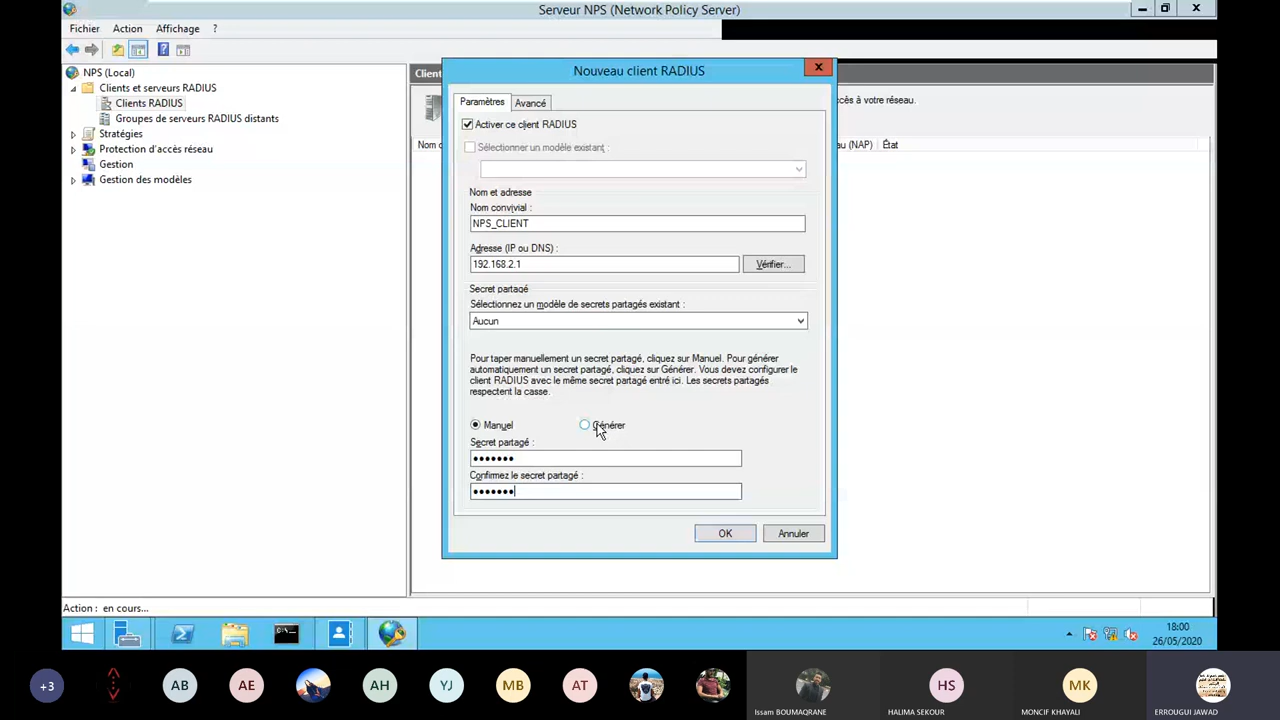 Serveur NPS (Network Policy Server)
Fichier Action Affichage ?
NPS (Local)
Clients et serveurs RADIUS
Clients RADIUS
Groupes de serveurs RADIUS distants
Stratégies
Protection d'accès réseau
Gestion
Gestion des modèles
Client
ccès à votre réseau.
Nom c
au (NAP) État
Nouveau client RADIUS
Paramètres Avancé
Activer ce client RADIUS
Sélectionner un modèle existant :
Nom et adresse
Nom convivial :
NPS_CLIENT
Adresse (IP ou DNS) :
192.168.2.1 Vérifier...
Secret partagé
Sélectionnez un modèle de secrets partagés existant :
Aucun
Pour taper manuellement un secret partagé, cliquez sur Manuel. Pour générer
automatiquement un secret partagé, cliquez sur Générer. Vous devez configurer le
client RADIUS avec le même secret partagé entré ici. Les secrets partagés
respectent la casse.
Manuel Générer
Secret partagé :
•••••••
Confirmez le secret partagé :
•••••••
OK Annuler
Action : en cours...
18:00
26/05/2020
+3 AB AE AH YJ MB AT HS MK
Issam BOUMAQRANE HALIMA SEKOUR MONCIF KHAYALI ERROUGUI JAWAD